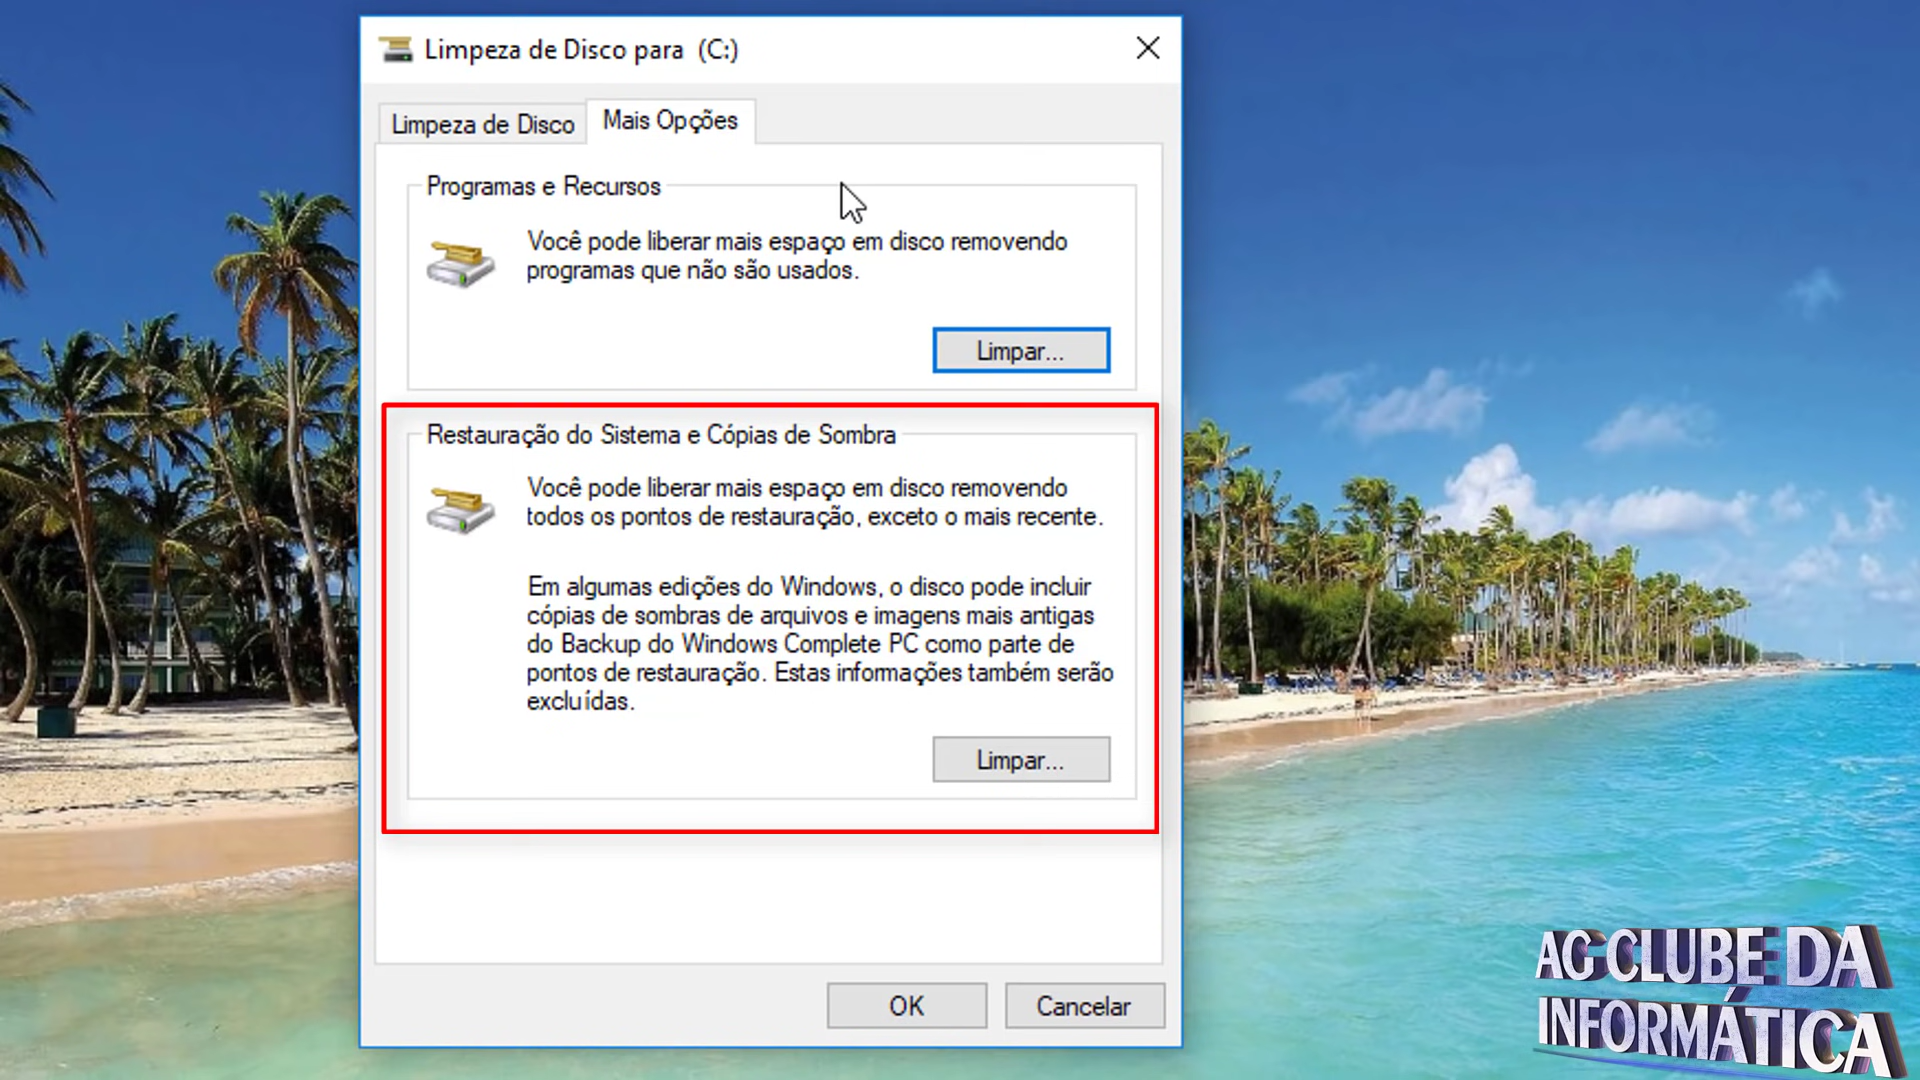 Limpeza de Disco para  (C:)
Limpeza de Disco
Mais Opções
Programas e Recursos
Você pode liberar mais espaço em disco removendo
programas que não são usados.
Limpar...
Restauração do Sistema e Cópias de Sombra
Você pode liberar mais espaço em disco removendo
todos os pontos de restauração, exceto o mais recente.
Em algumas edições do Windows, o disco pode incluir
cópias de sombras de arquivos e imagens mais antigas
do Backup do Windows Complete PC como parte de
pontos de restauração. Estas informações também serão
excluídas.
Limpar...
OK
Cancelar
AG CLUBE DA
INFORMÁTICA